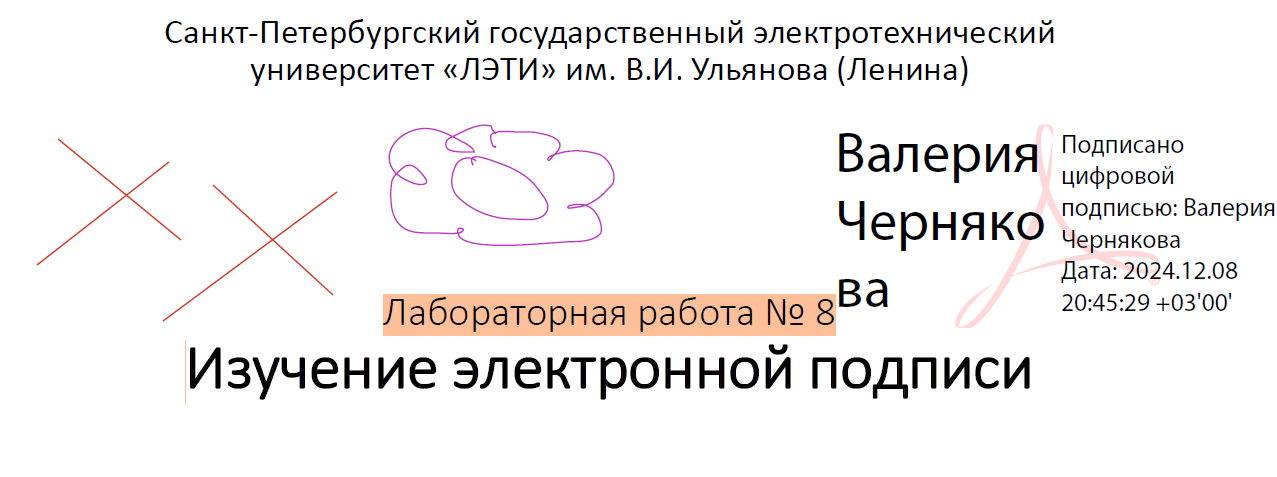 Санкт-Петербургский государственный электротехнический
университет «ЛЭТИ» им. В.И. Ульянова (Ленина)
Валерия
Черняко
ва
Подписано
цифровой
подписью: Валерия
Чернякова
Дата: 2024.12.08
20:45:29 +03'00'
Лабораторная работа № 8
Изучение электронной подписи